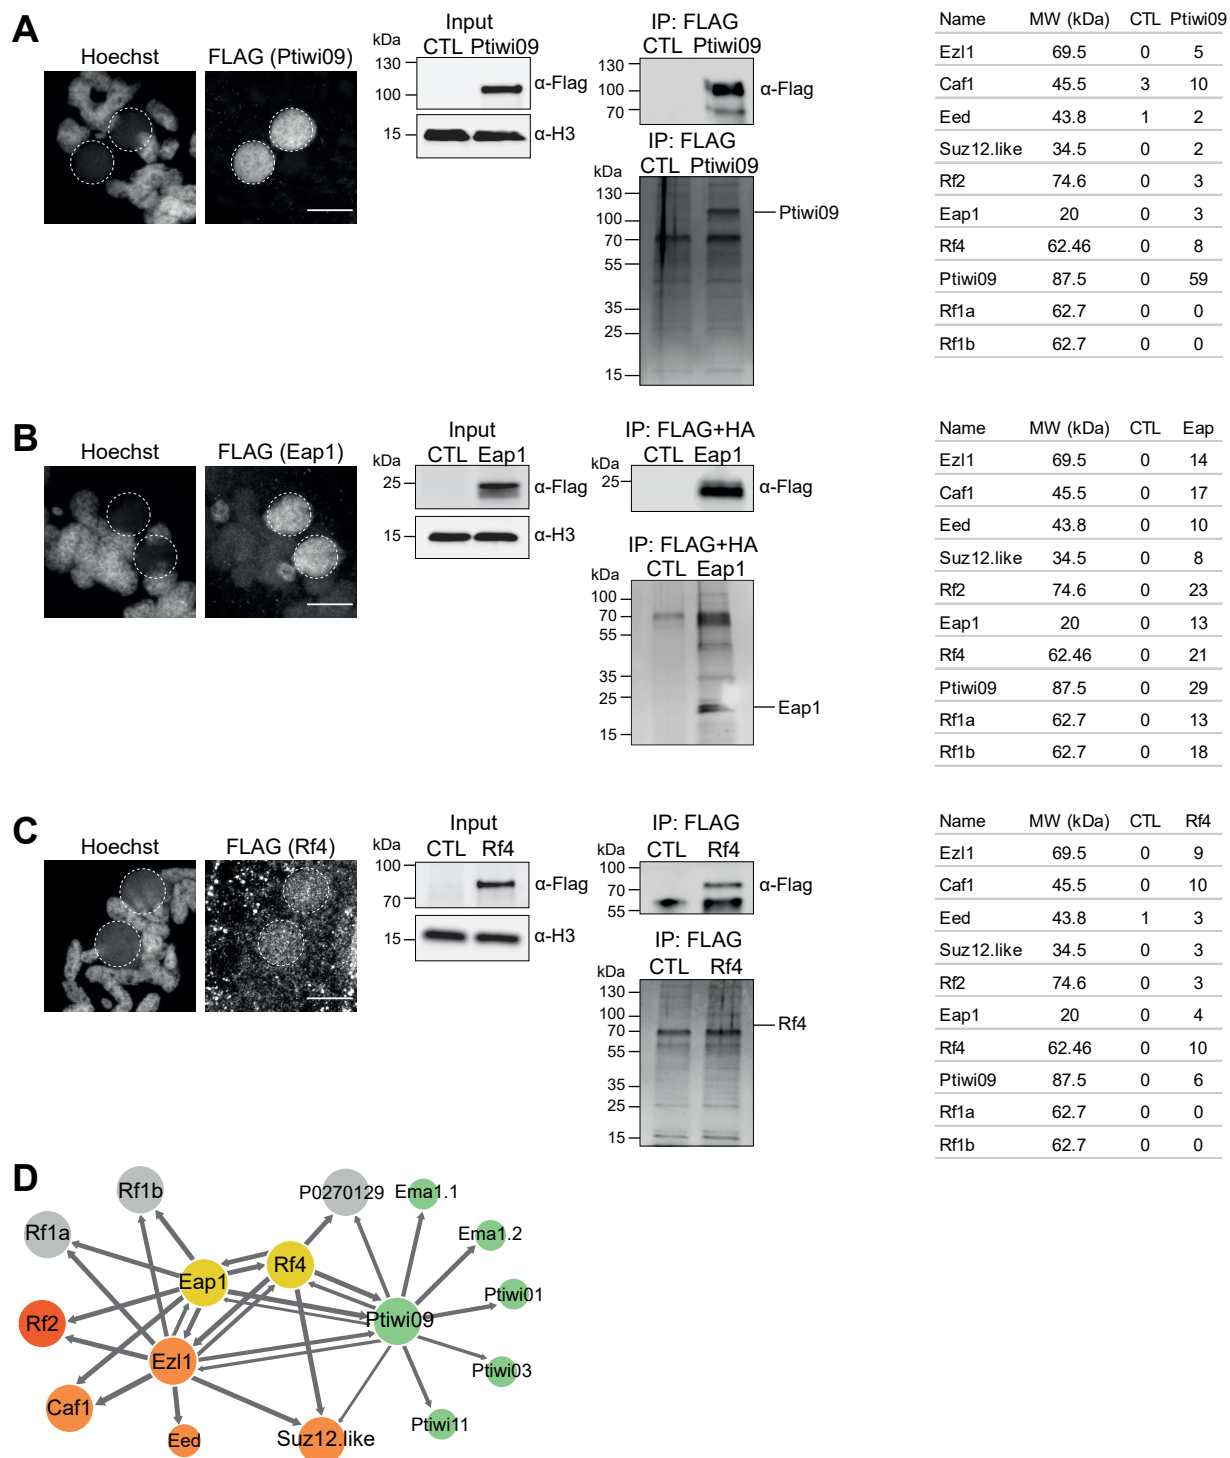 A
Hoechst
FLAG (Ptiwi09)
Input
kDa CTL Ptiwi09
130
100
α-Flag
15
α-H3
IP: FLAG
CTL Ptiwi09
130
100
70
α-Flag
IP: FLAG
CTL Ptiwi09
kDa
130
100
70
55
35
25
15
Ptiwi09
Name MW (kDa) CTL Ptiwi09
Ezl1 69.5 0 5
Caf1 45.5 3 10
Eed 43.8 1 2
Suz12.like 34.5 0 2
Rf2 74.6 0 3
Eap1 20 0 3
Rf4 62.46 0 8
Ptiwi09 87.5 0 59
Rf1a 62.7 0 0
Rf1b 62.7 0 0
B
Hoechst
FLAG (Eap1)
Input
kDa CTL Eap1
25
α-Flag
15
α-H3
IP: FLAG+HA
kDa CTL Eap1
25
α-Flag
IP: FLAG+HA
kDa CTL Eap1
100
70
55
35
25
15
Eap1
Name MW (kDa) CTL Eap
Ezl1 69.5 0 14
Caf1 45.5 0 17
Eed 43.8 0 10
Suz12.like 34.5 0 8
Rf2 74.6 0 23
Eap1 20 0 13
Rf4 62.46 0 21
Ptiwi09 87.5 0 29
Rf1a 62.7 0 13
Rf1b 62.7 0 18
C
Hoechst
FLAG (Rf4)
Input
kDa CTL Rf4
100
70
α-Flag
15
α-H3
IP: FLAG
kDa CTL Rf4
100
70
55
α-Flag
IP: FLAG
kDa CTL Rf4
130
100
70
55
35
25
15
Rf4
Name MW (kDa) CTL Rf4
Ezl1 69.5 0 9
Caf1 45.5 0 10
Eed 43.8 1 3
Suz12.like 34.5 0 3
Rf2 74.6 0 3
Eap1 20 0 4
Rf4 62.46 0 10
Ptiwi09 87.5 0 6
Rf1a 62.7 0 0
Rf1b 62.7 0 0
D
Rf1b
P0270129
Ema1.1
Rf1a
Ema1.2
Rf4
Eap1
Ptiwi01
Rf2
Ptiwi09
Ezl1
Ptiwi03
Caf1
Ptiwi11
Eed
Suz12.like